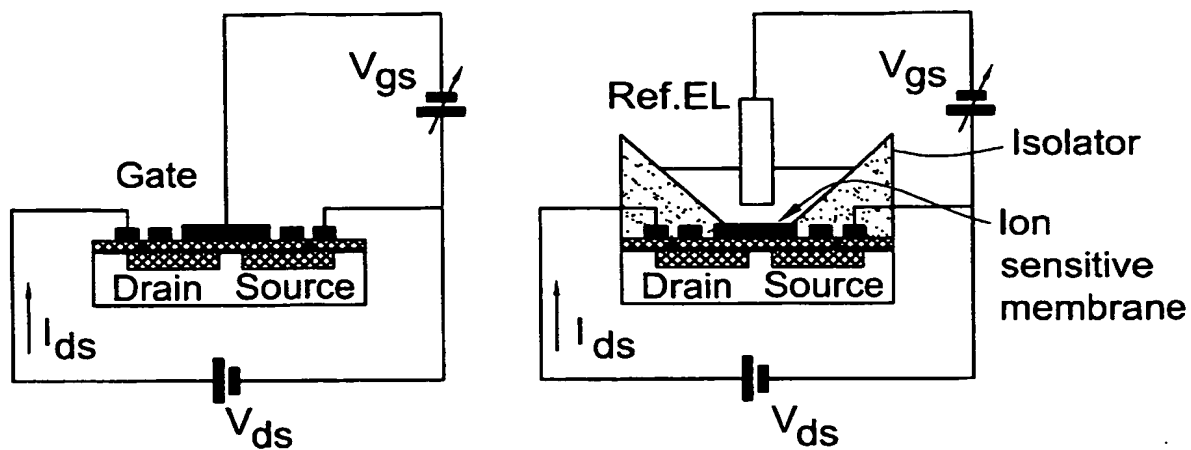 Vgs
Gate
Drain
Source
Ids
Vds
Vgs
Ref.EL
Isolator
Ion
sensitive
membrane
Drain
Source
Ids
Vds